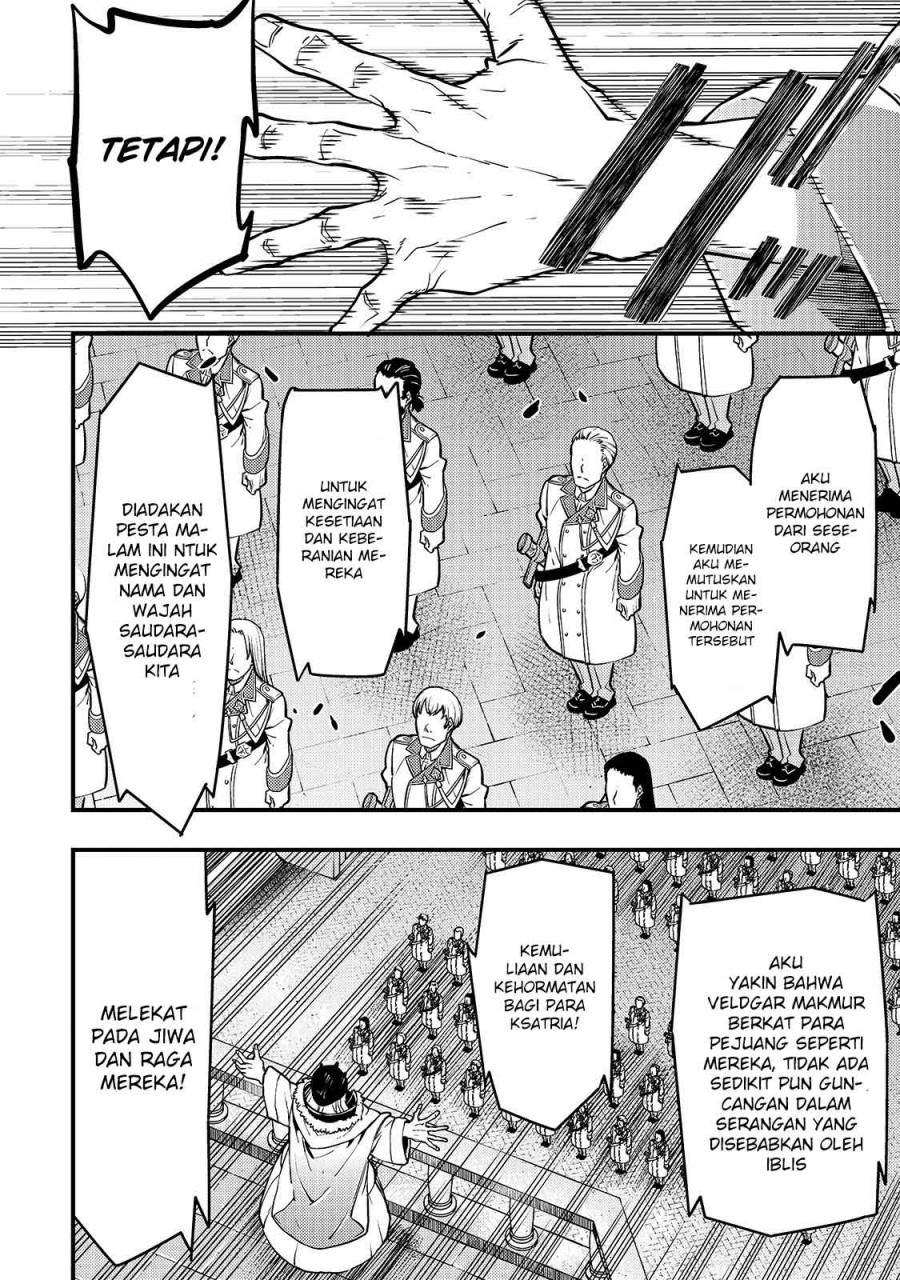 TETAPI!
AKU
MENERIMA
PERMOHONAN
DARI SESE-
ORANG
KEMUDIAN
AKU ME-
MUTUSKAN
UNTUK ME-
NERIMA PER-
MOHONAN
TERSEBUT
UNTUK
MENGINGAT
KESETIAAN
DAN KEBE-
RANIAN ME-
REKA
DIADAKAN
PESTA MA-
LAM INI NTUK
MENGINGAT
NAMA DAN
WAJAH
SAUDARA-
SAUDARA
KITA
AKU
YAKIN BAHWA
VELDGAR MAKMUR
BERKAT PARA
PEJUANG SEPERTI
MEREKA, TIDAK ADA
SEDIKIT PUN GUN-
CANGAN DALAM
SERANGAN YANG
DISEBABKAN OLEH
IBLIS
KEMU-
LIAAN DAN
KEHORMATAN
BAGI PARA
KSATRIA!
MELEKAT
PADA JIWA
DAN RAGA
MEREKA!